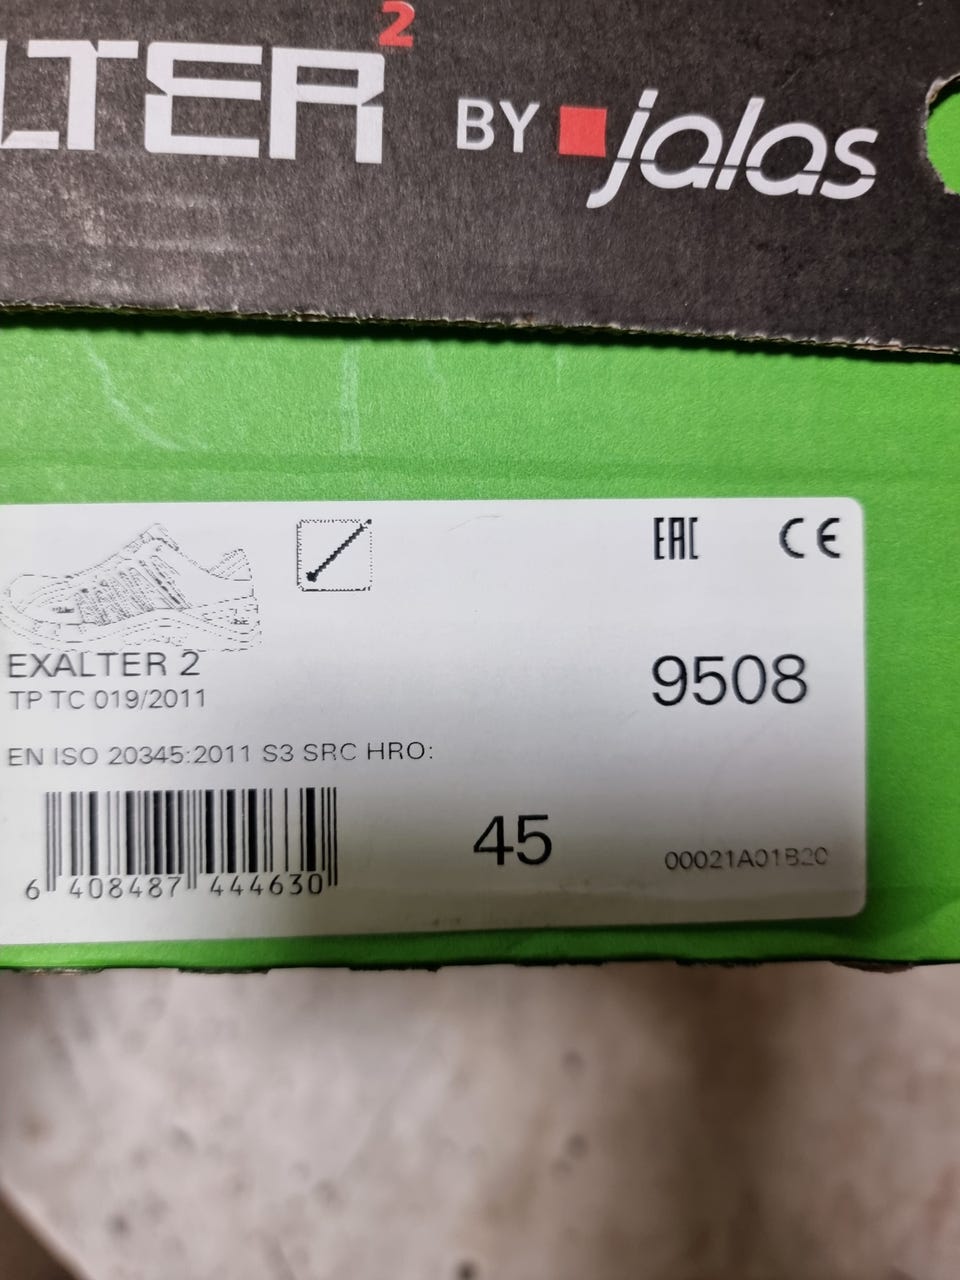 LTER 2
BY jalas
EAC CE
EXALTER 2
9508
TP TC 019/2011
EN ISO 20345:2011 S3 SRC HRO:
45
00021A01B20
6 408487 444630